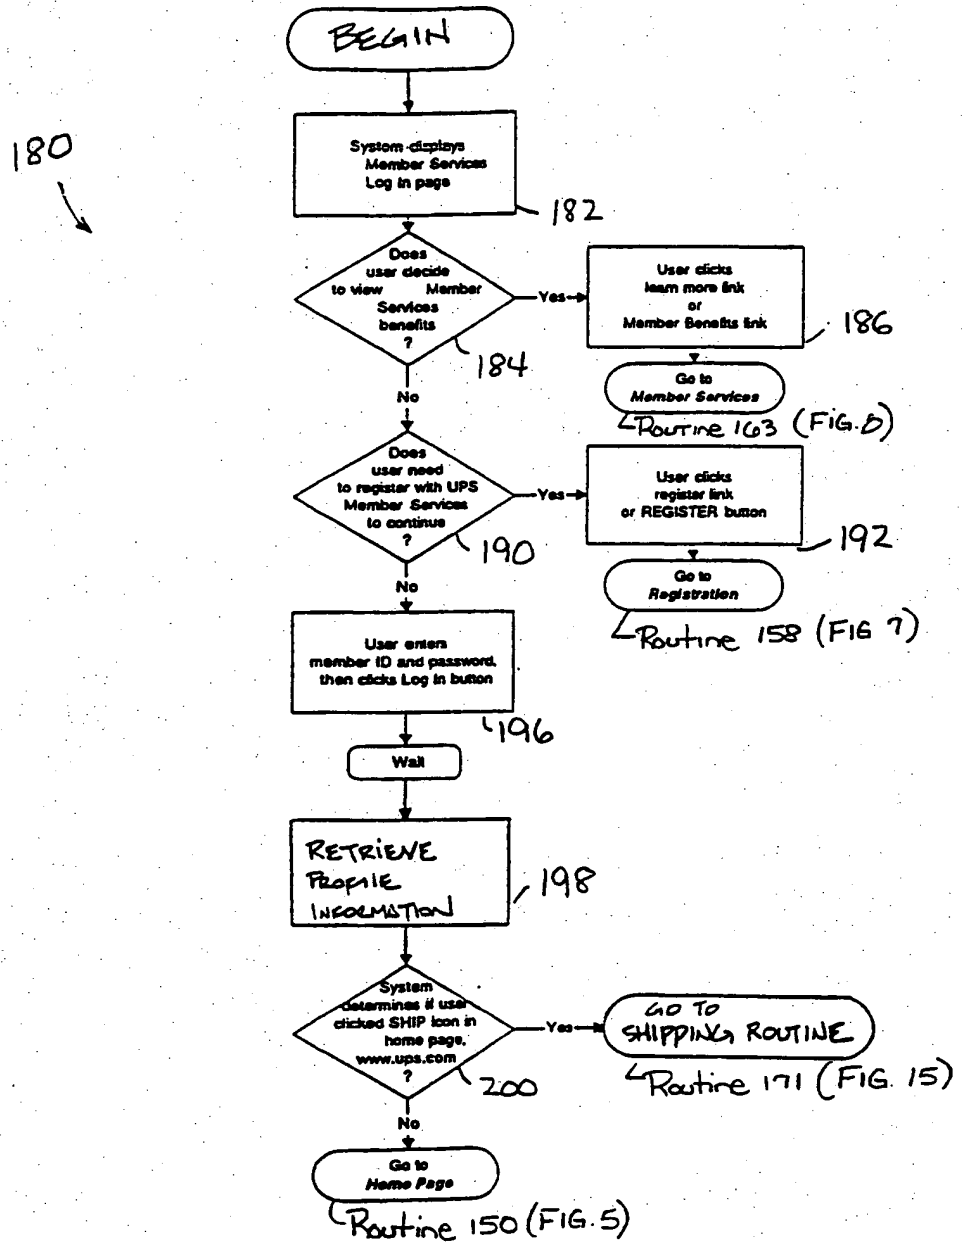 BEGIN
180
System displays
Member Services
Log In page
182
Does
user decide
to view Member
Services
benefits
?
184
Yes
User clicks
learn more link
or
Member Benefits link
186
Go to
Member Services
Routine 163 (FIG. 8)
No
Does
user need
to register with UPS
Member Services
to continue
?
190
Yes
User clicks
register link
or REGISTER button
192
Go to
Registration
Routine 158 (FIG 7)
No
User enters
member ID and password,
then clicks Log In button
196
Wait
RETRIEVE
PROFILE
INFORMATION
198
System
determines if user
clicked SHIP icon in
home page,
www.ups.com
?
200
Yes
GO TO
SHIPPING ROUTINE
Routine 171 (FIG. 15)
No
Go to
Home Page
Routine 150 (FIG. 5)